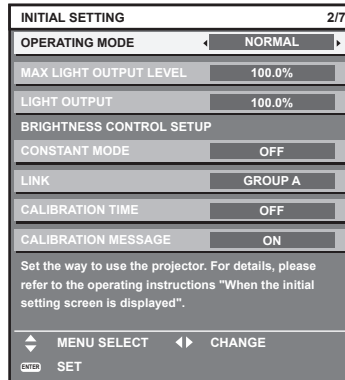 INITIAL SETTING 2/7
OPERATING MODE NORMAL
MAX LIGHT OUTPUT LEVEL 100.0%
LIGHT OUTPUT 100.0%
BRIGHTNESS CONTROL SETUP
CONSTANT MODE OFF
LINK GROUP A
CALIBRATION TIME OFF
CALIBRATION MESSAGE ON
Set the way to use the projector. For details, please
refer to the operating instructions "When the initial
setting screen is displayed".
MENU SELECT CHANGE
ENTER SET